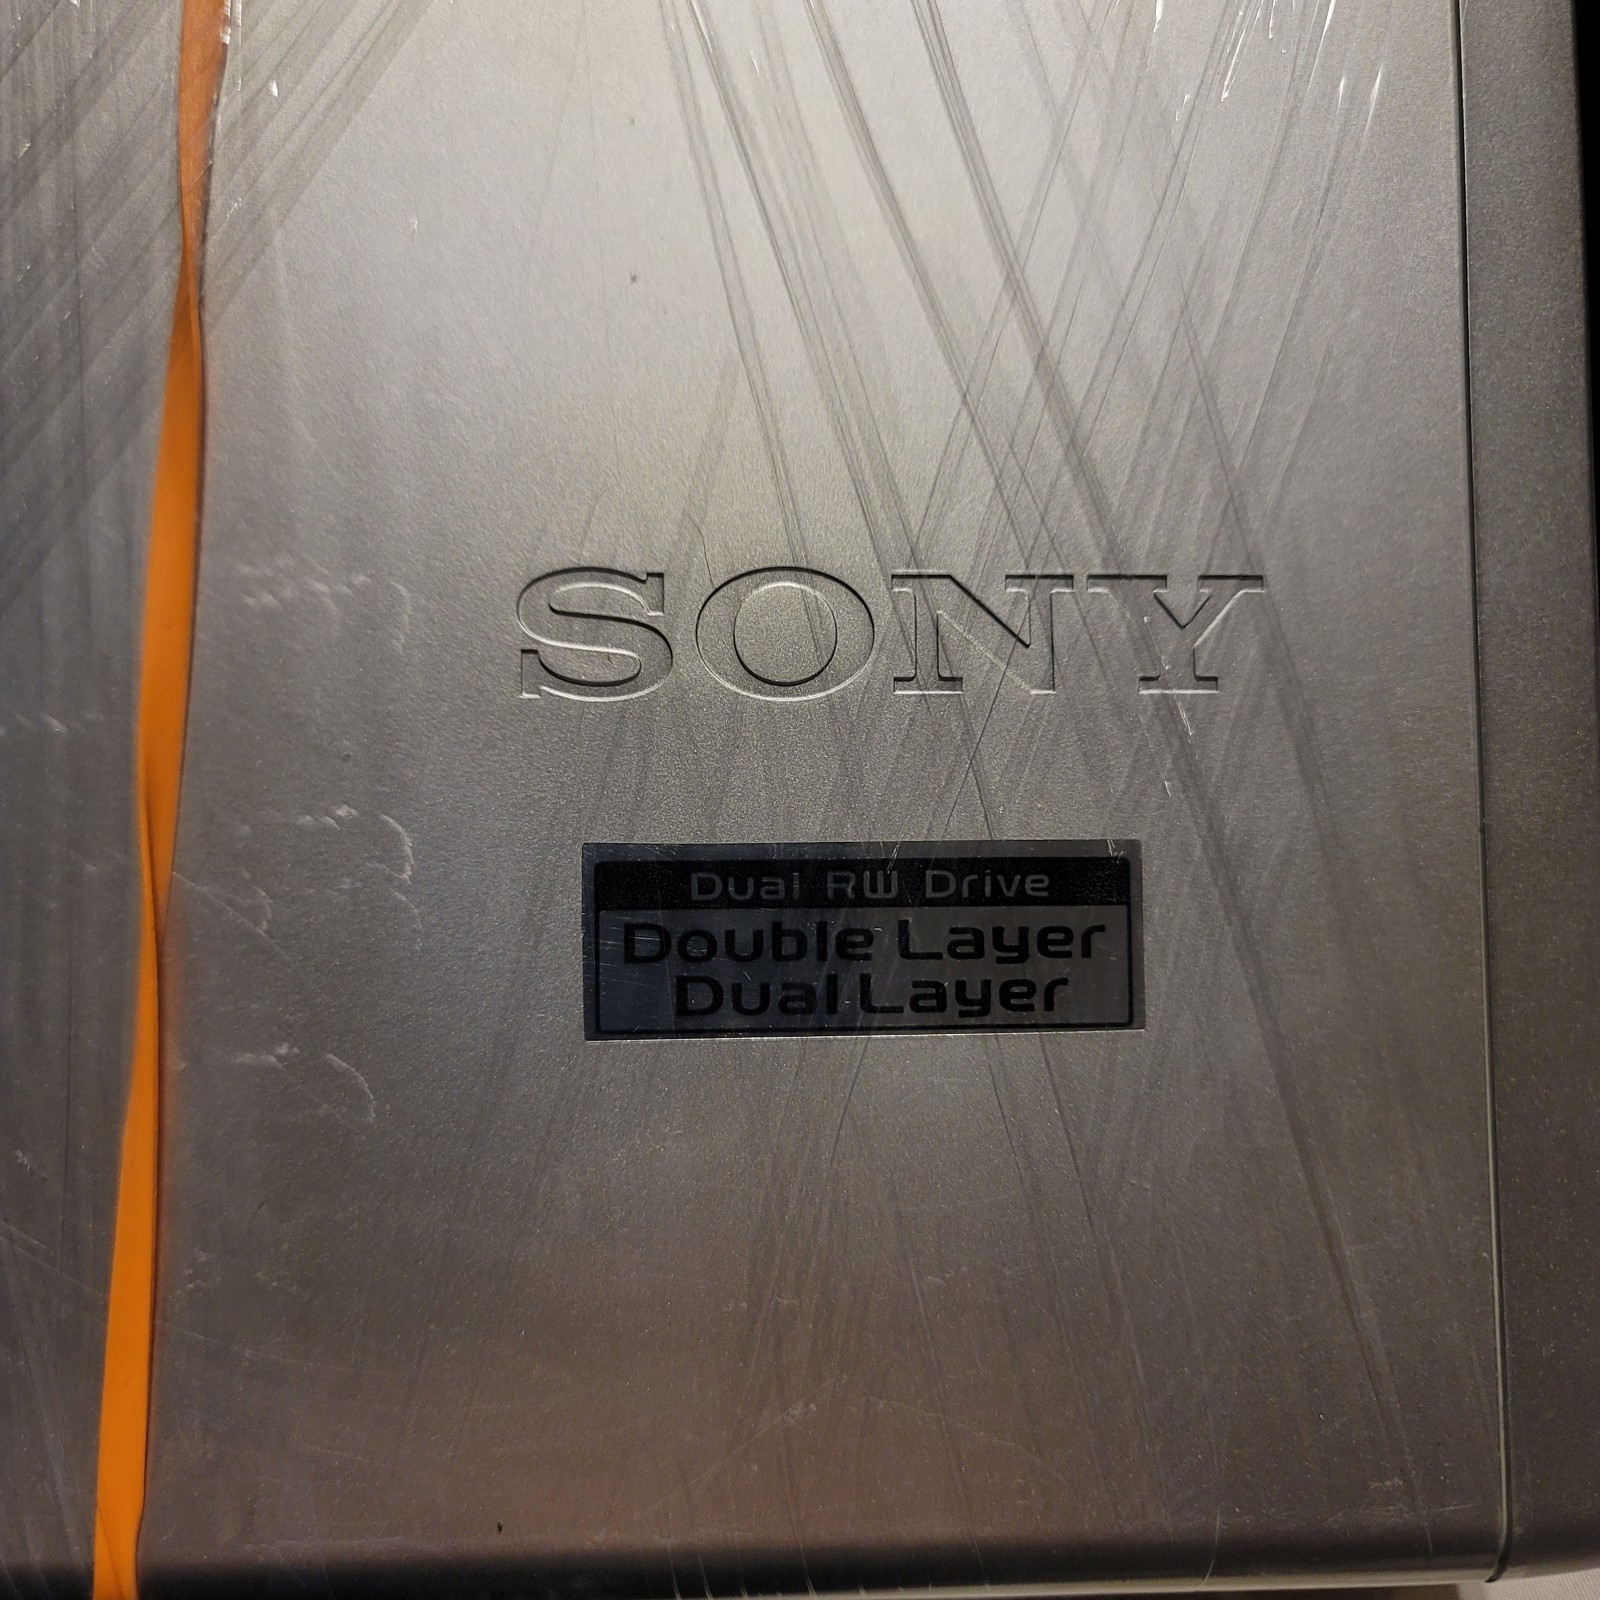 SONY
Dual RW Drive
Double Layer
Dual Layer